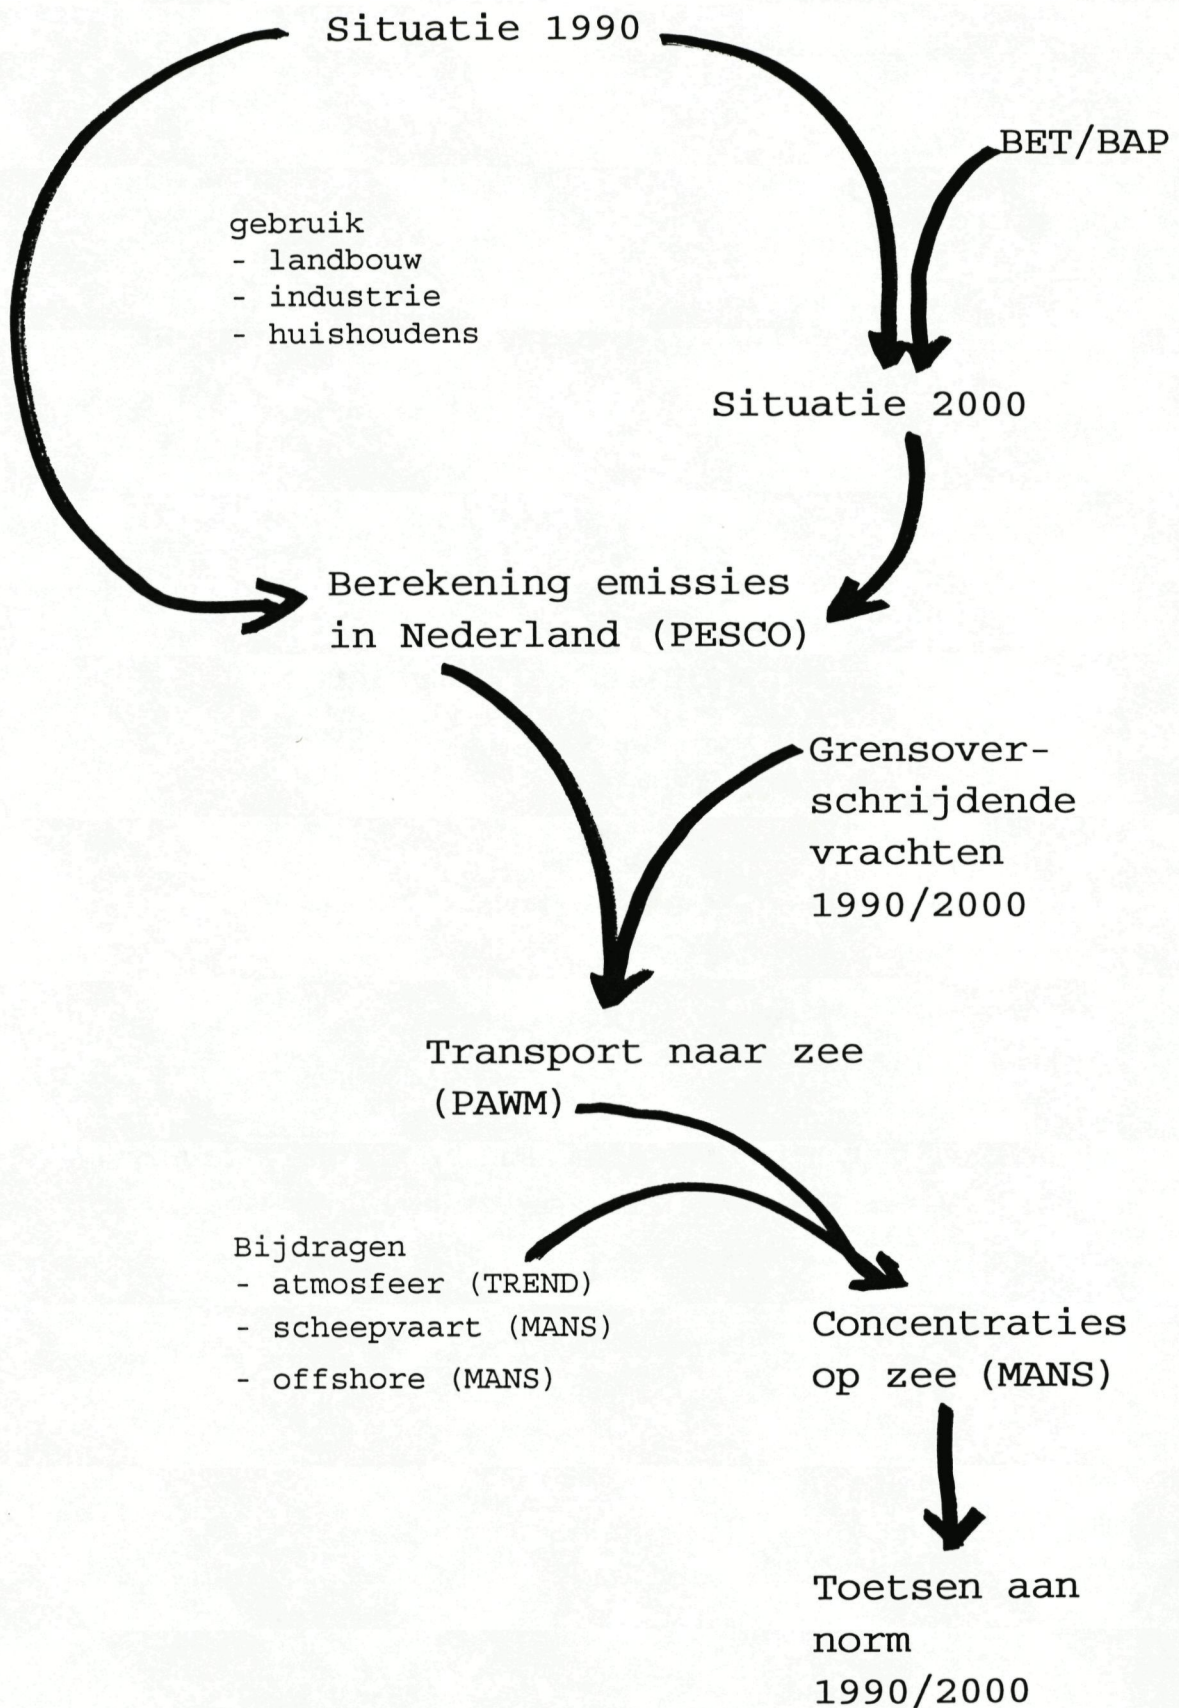 Situatie 1990
BET/BAP
gebruik
- landbouw
- industrie
- huishoudens
Situatie 2000
Berekening emissies
in Nederland (PESCO)
Grensover-
schrijdende
vrachten
1990/2000
Transport naar zee
(PAWM)
Bijdragen
- atmosfeer (TREND)
- scheepvaart (MANS)
- offshore (MANS)
Concentraties
op zee (MANS)
Toetsen aan
norm
1990/2000